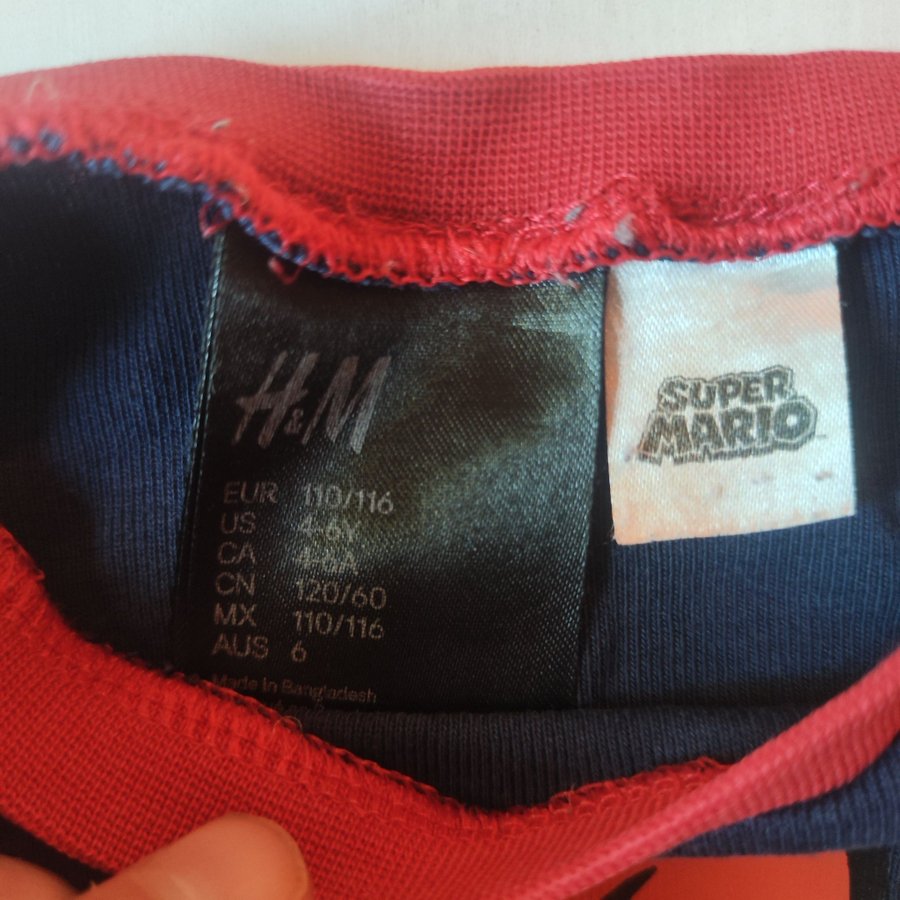 H&M
EUR 110/116
US 4-6Y
CA 4-6A
CN 120/60
MX 110/116
AUS 6
Made in Bangladesh
SUPER
MARIO